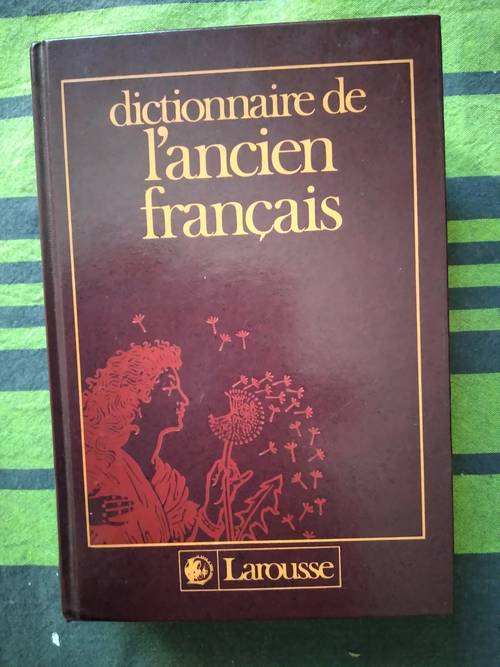 dictionnaire de
l'ancien
français
Larousse